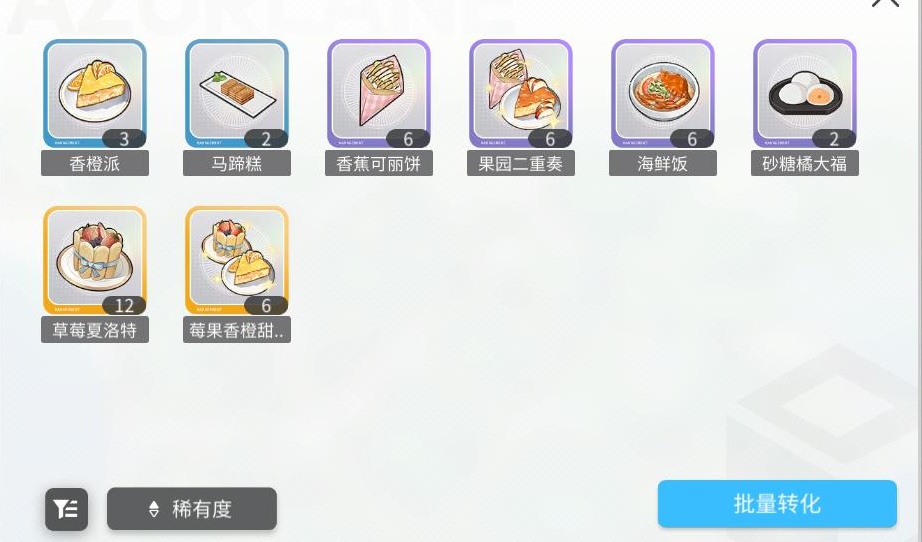 AZURLANE
3
2
6
6
6
2
香橙派
马蹄糕
香蕉可丽饼
果园二重奏
海鲜饭
砂糖橘大福
12
6
草莓夏洛特
莓果香橙甜..
稀有度
批量转化